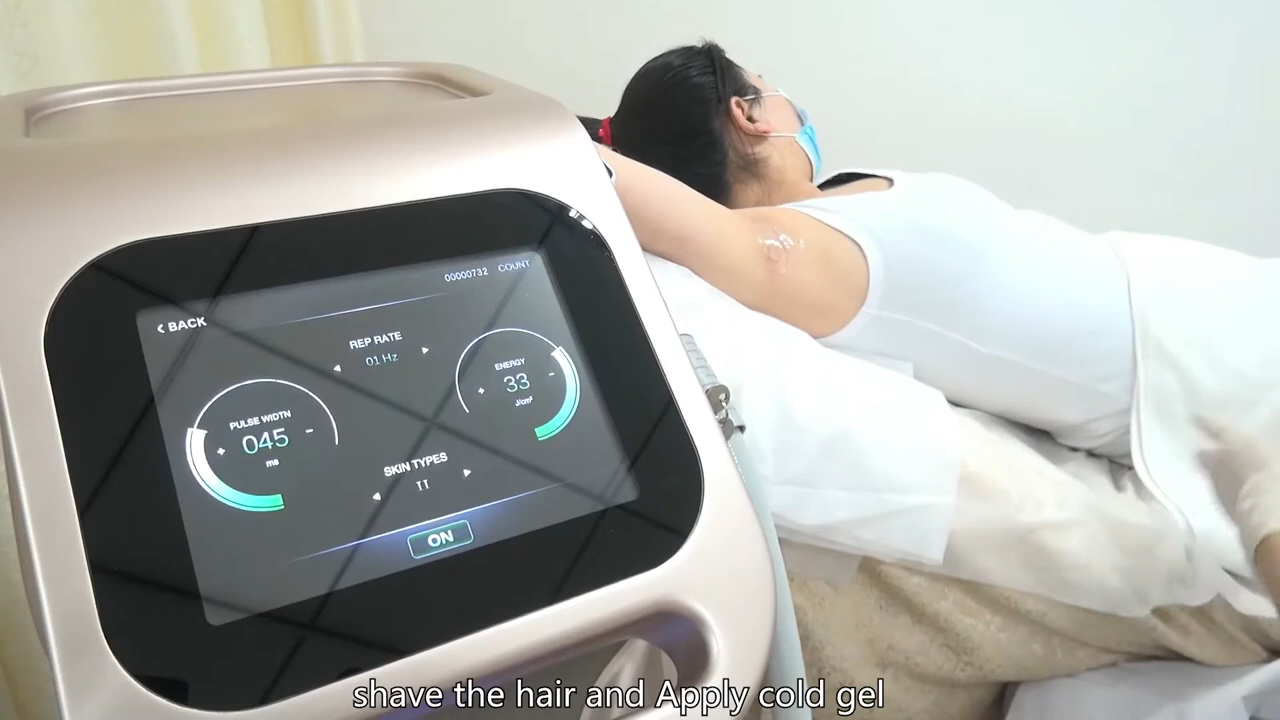 00000732 COUNT
< BACK
REP RATE
01 Hz
ENERGY
+ 33 -
J/cm²
PULSE WIDTN
+ 045 -
ms
SKIN TYPES
II
ON
shave the hair and Apply cold gel